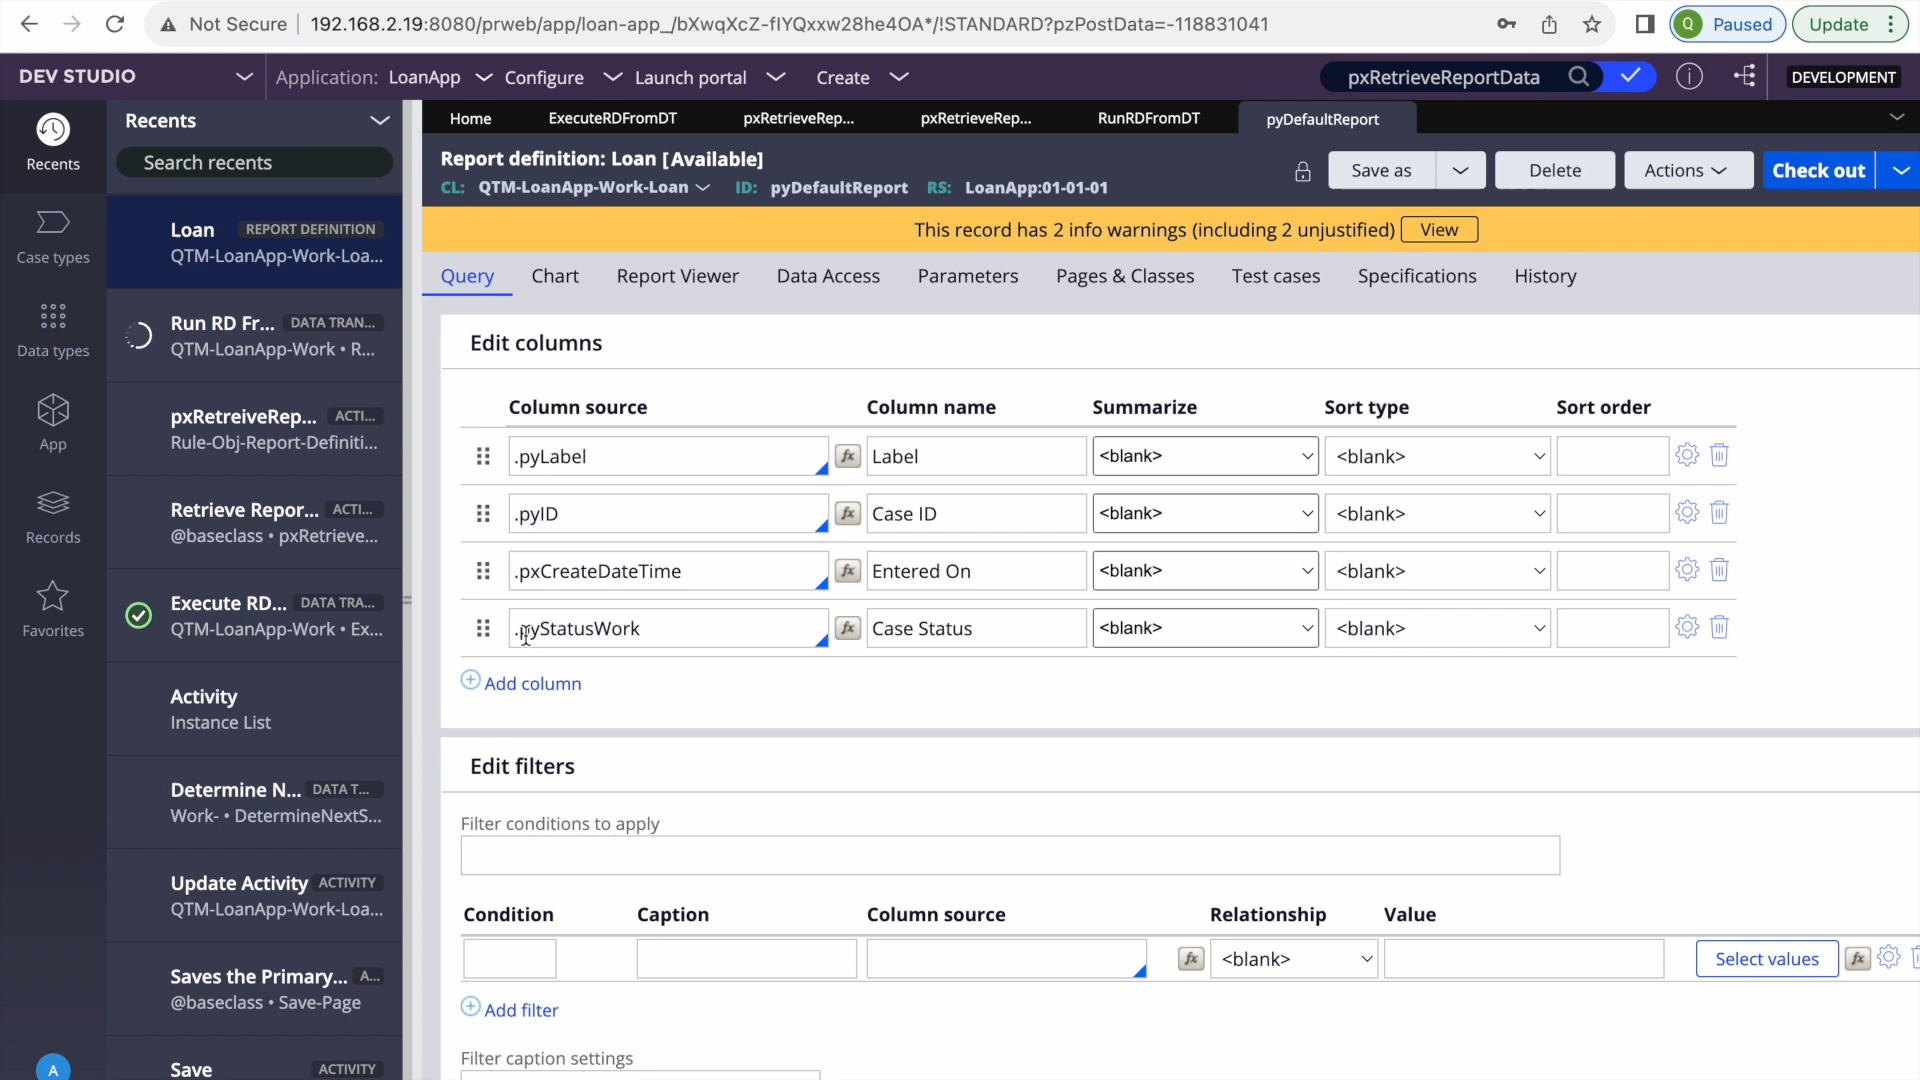 Not Secure 192.168.2.19:8080/prweb/app/loan-app_/bXwqXcZ-flYQxxw28he4OA*/!STANDARD?pzPostData=-118831041 Q Paused Update
DEV STUDIO Application: LoanApp Configure Launch portal Create pxRetrieveReportData DEVELOPMENT
Recents
Case types
Data types
App
Records
Favorites
A
Recents
Search recents
Loan REPORT DEFINITION
QTM-LoanApp-Work-Loa...
Run RD Fr... DATA TRAN...
QTM-LoanApp-Work • R...
pxRetreiveRep... ACTI...
Rule-Obj-Report-Definiti...
Retrieve Repor... ACTI...
@baseclass • pxRetrieve...
Execute RD... DATA TRA...
QTM-LoanApp-Work • Ex...
Activity
Instance List
Determine N... DATA T...
Work- • DetermineNextS...
Update Activity ACTIVITY
QTM-LoanApp-Work-Loa...
Saves the Primary... A...
@baseclass • Save-Page
Save ACTIVITY
Home ExecuteRDFromDT pxRetrieveRep... pxRetrieveRep... RunRDFromDT pyDefaultReport
Report definition: Loan [Available]
CL: QTM-LoanApp-Work-Loan ID: pyDefaultReport RS: LoanApp:01-01-01
Save as Delete Actions Check out
This record has 2 info warnings (including 2 unjustified) View
Query Chart Report Viewer Data Access Parameters Pages & Classes Test cases Specifications History
Edit columns
Column source Column name Summarize Sort type Sort order
.pyLabel fx Label <blank> <blank>
.pyID fx Case ID <blank> <blank>
.pxCreateDateTime fx Entered On <blank> <blank>
.pyStatusWork fx Case Status <blank> <blank>
Add column
Edit filters
Filter conditions to apply
Condition Caption Column source Relationship Value
fx <blank> Select values fx
Add filter
Filter caption settings